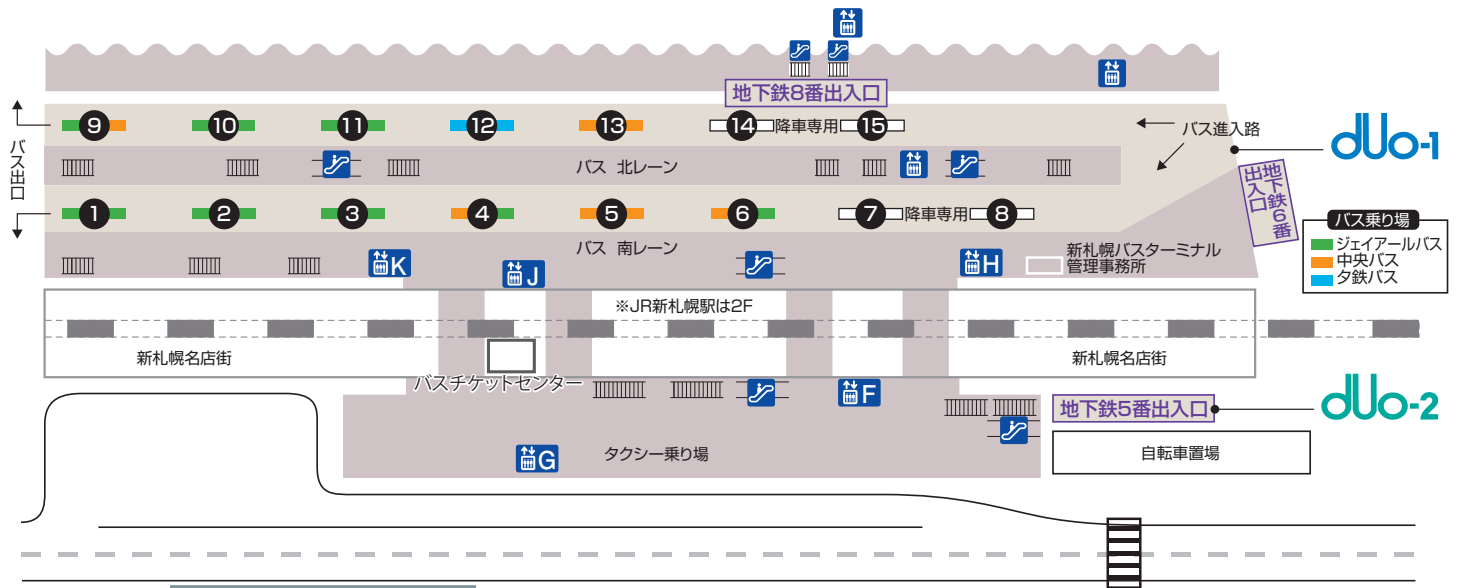 地下鉄8番出入口
9
10
11
12
13
14
降車専用
15
バス進入路
dUo-1
バス出口
バス 北レーン
地下鉄6番
出入口
1
2
3
4
5
6
7
降車専用
8
バス乗り場
ジェイアールバス
中央バス
夕鉄バス
バス 南レーン
新札幌バスターミナル
管理事務所
K
J
H
※JR新札幌駅は2F
新札幌名店街
新札幌名店街
バスチケットセンター
F
dUo-2
地下鉄5番出入口
G
タクシー乗り場
自転車置場